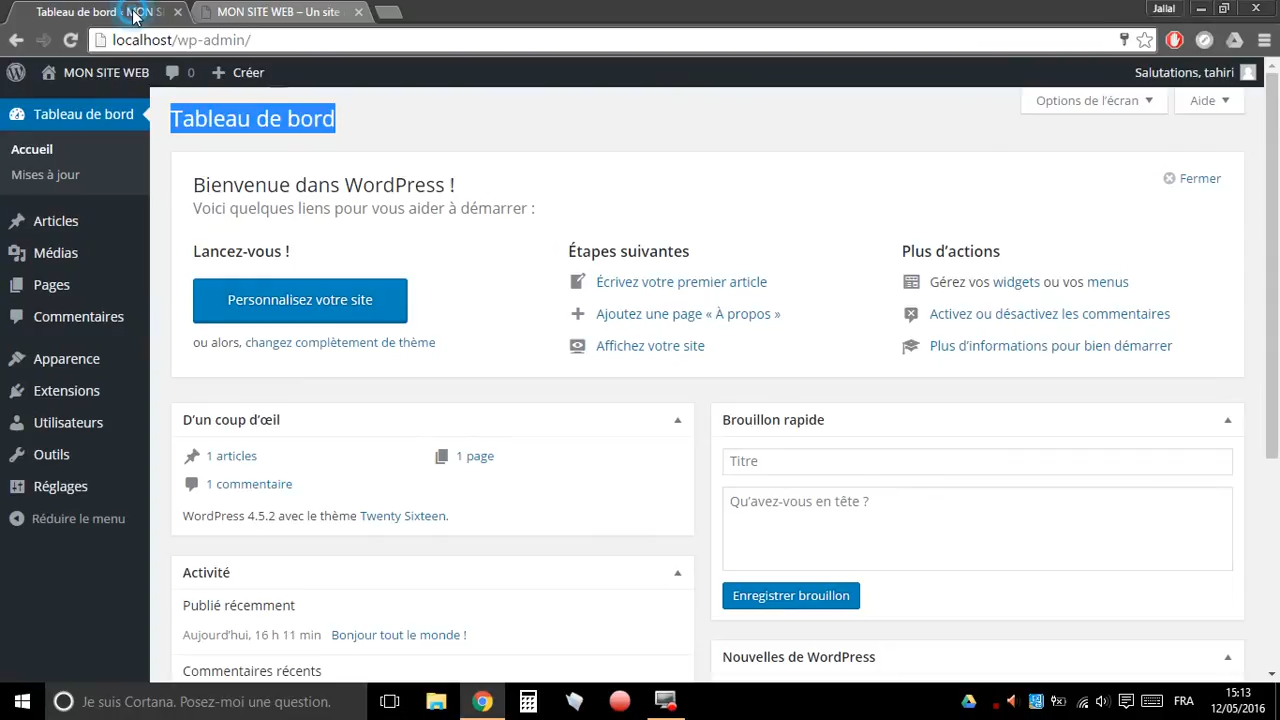 Tableau de bord MON S
MON SITE WEB – Un site
Jallal
localhost/wp-admin/
MON SITE WEB
0
Créer
Salutations, tahiri
Tableau de bord
Accueil
Mises à jour
Articles
Médias
Pages
Commentaires
Apparence
Extensions
Utilisateurs
Outils
Réglages
Réduire le menu
Tableau de bord
Options de l'écran
Aide
Bienvenue dans WordPress !
Fermer
Voici quelques liens pour vous aider à démarrer :
Lancez-vous !
Personnalisez votre site
ou alors, changez complètement de thème
Étapes suivantes
Écrivez votre premier article
Ajoutez une page « À propos »
Affichez votre site
Plus d'actions
Gérez vos widgets ou vos menus
Activez ou désactivez les commentaires
Plus d'informations pour bien démarrer
D'un coup d'œil
1 articles
1 page
1 commentaire
WordPress 4.5.2 avec le thème Twenty Sixteen.
Activité
Publié récemment
Aujourd'hui, 16 h 11 min Bonjour tout le monde !
Commentaires récents
Brouillon rapide
Titre
Qu'avez-vous en tête ?
Enregistrer brouillon
Nouvelles de WordPress
Je suis Cortana. Posez-moi une question.
FRA
15:13
12/05/2016